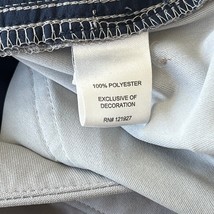 100% POLYESTER
EXCLUSIVE OF
DECORATION
RN# 121927